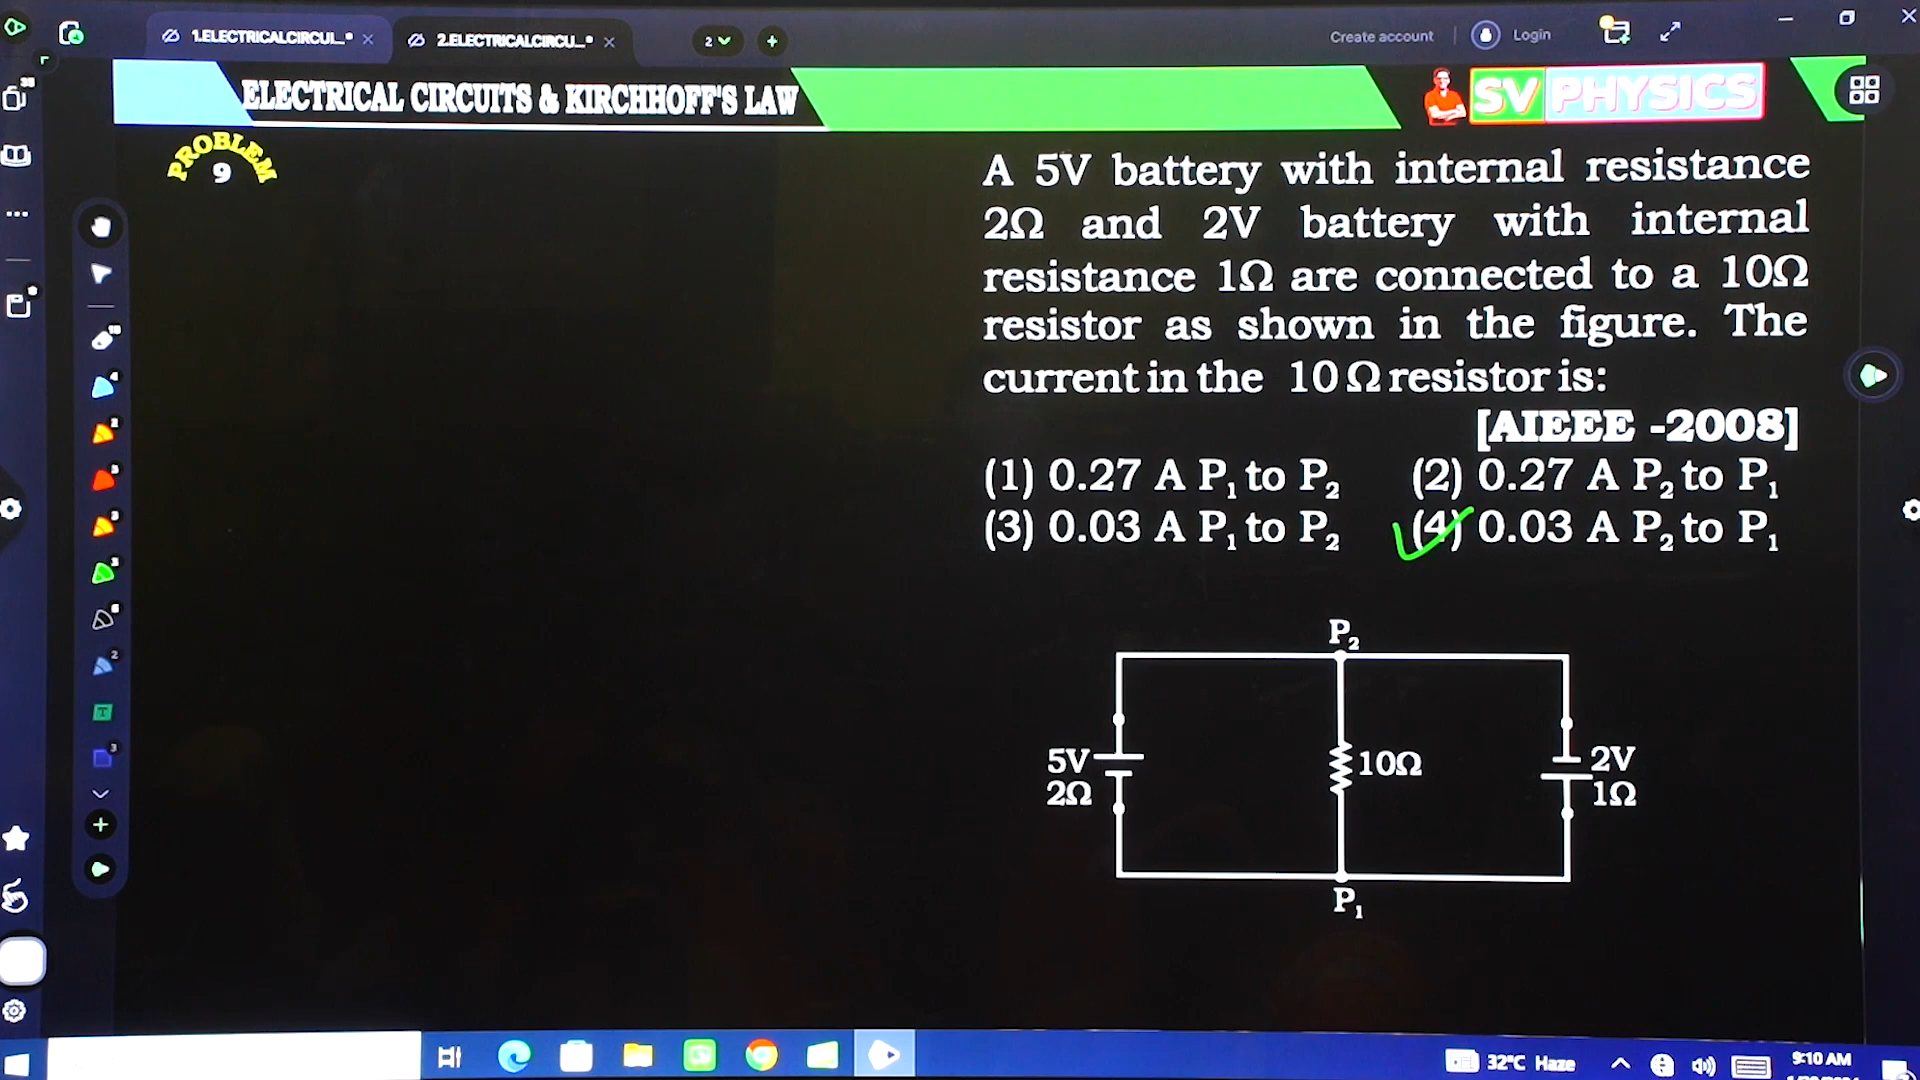 1.ELECTRICALCIRCUI...*
2.ELECTRICALCIRCU...*
2
Create account
Login
ELECTRICAL CIRCUITS & KIRCHHOFF'S LAW
SV PHYSICS
PROBLEM
9
A 5V battery with internal resistance
2Ω and 2V battery with internal
resistance 1Ω are connected to a 10Ω
resistor as shown in the figure. The
current in the 10 Ω resistor is:
[AIEEE -2008]
(1) 0.27 A P₁ to P₂ (2) 0.27 A P₂ to P₁
(3) 0.03 A P₁ to P₂ (4) 0.03 A P₂ to P₁
P₂
5V
2Ω
10Ω
2V
1Ω
P₁
32°C Haze
9:10 AM